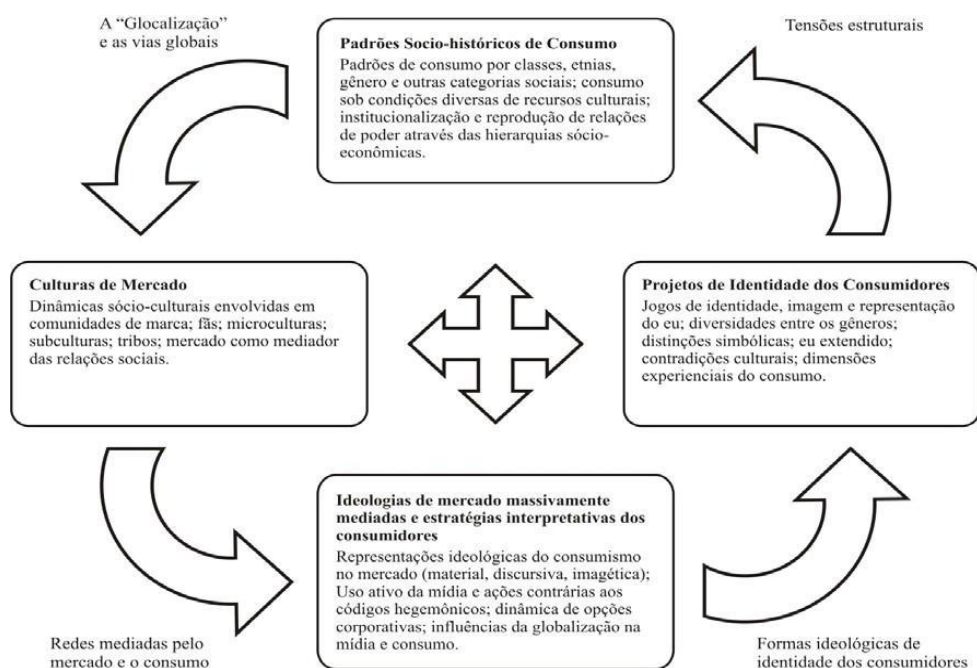 A “Glocalização”
e as vias globais
Padrões Socio-históricos de Consumo
Padrões de consumo por classes, etnias,
gênero e outras categorias sociais; consumo
sob condições diversas de recursos culturais;
institucionalização e reprodução de relações
de poder através das hierarquias sócio-
econômicas.
Tensões estruturais
Culturas de Mercado
Dinâmicas sócio-culturais envolvidas em
comunidades de marca; fãs; microculturas;
subculturas; tribos; mercado como mediador
das relações sociais.
Projetos de Identidade dos Consumidores
Jogos de identidade, imagem e representação
do eu; diversidades entre os gêneros;
distinções simbólicas; eu extendido;
contradições culturais; dimensões
experienciais do consumo.
Ideologias de mercado massivamente
mediadas e estratégias interpretativas dos
consumidores
Representações ideológicas do consumismo
no mercado (material, discursiva, imagética);
Uso ativo da mídia e ações contrárias aos
códigos hegemônicos; dinâmica de opções
corporativas; influências da globalização na
mídia e consumo.
Redes mediadas pelo
mercado e o consumo
Formas ideológicas de
identidade dos consumidores